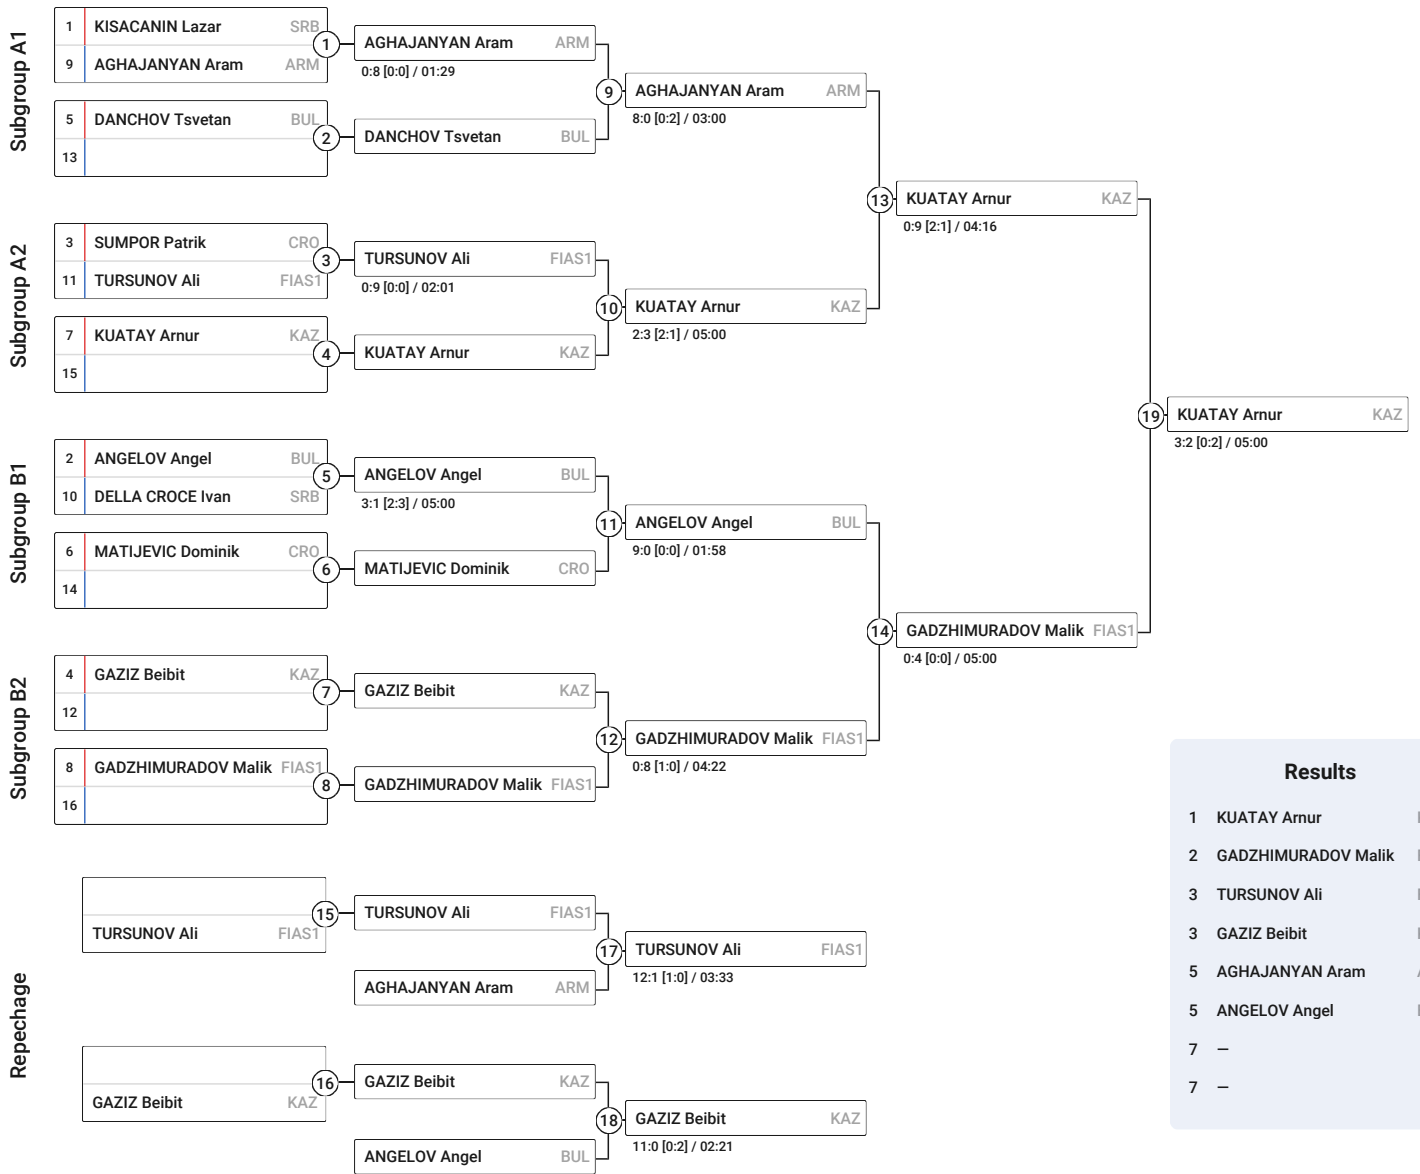 Subgroup A1
1 KISACANIN Lazar SRB
9 AGHAJANYAN Aram ARM
1
5 DANCHOV Tsvetan BUL
13
2
AGHAJANYAN Aram ARM
0:8 [0:0] / 01:29
DANCHOV Tsvetan BUL
9
AGHAJANYAN Aram ARM
8:0 [0:2] / 03:00
Subgroup A2
3 SUMPOR Patrik CRO
11 TURSUNOV Ali FIAS1
3
7 KUATAY Arnur KAZ
15
4
TURSUNOV Ali FIAS1
0:9 [0:0] / 02:01
KUATAY Arnur KAZ
10
KUATAY Arnur KAZ
2:3 [2:1] / 05:00
13
KUATAY Arnur KAZ
0:9 [2:1] / 04:16
Subgroup B1
2 ANGELOV Angel BUL
10 DELLA CROCE Ivan SRB
5
6 MATIJEVIC Dominik CRO
14
6
ANGELOV Angel BUL
3:1 [2:3] / 05:00
MATIJEVIC Dominik CRO
11
ANGELOV Angel BUL
9:0 [0:0] / 01:58
Subgroup B2
4 GAZIZ Beibit KAZ
12
7
8 GADZHIMURADOV Malik FIAS1
16
8
GAZIZ Beibit KAZ
GADZHIMURADOV Malik FIAS1
12
GADZHIMURADOV Malik FIAS1
0:8 [1:0] / 04:22
14
GADZHIMURADOV Malik FIAS1
0:4 [0:0] / 05:00
19
KUATAY Arnur KAZ
3:2 [0:2] / 05:00
Repechage
TURSUNOV Ali FIAS1
15
TURSUNOV Ali FIAS1
AGHAJANYAN Aram ARM
17
TURSUNOV Ali FIAS1
12:1 [1:0] / 03:33
GAZIZ Beibit KAZ
16
GAZIZ Beibit KAZ
ANGELOV Angel BUL
18
GAZIZ Beibit KAZ
11:0 [0:2] / 02:21
Results
1 KUATAY Arnur
2 GADZHIMURADOV Malik
3 TURSUNOV Ali
3 GAZIZ Beibit
5 AGHAJANYAN Aram
5 ANGELOV Angel
7 –
7 –